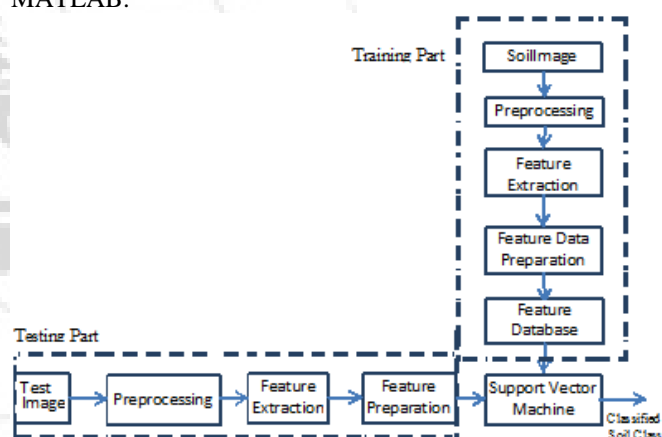 MATLAB.
Training Part
SoilImage
Preprocessing
Feature
Extraction
Feature Data
Preparation
Feature
Database
Testing Part
Test
Image
Preprocessing
Feature
Extraction
Feature
Preparation
Support Vector
Machine
Classified
Soil Class